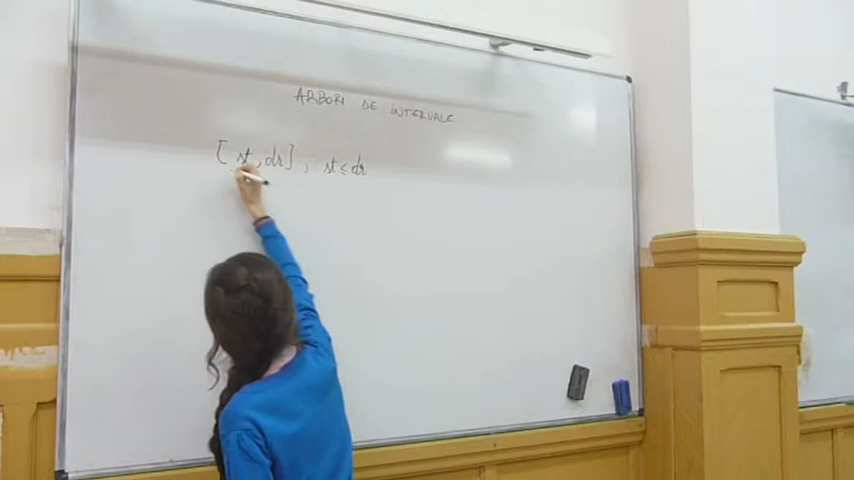 ARBORI DE INTERVALE
[st, dr] , st ≤ dr